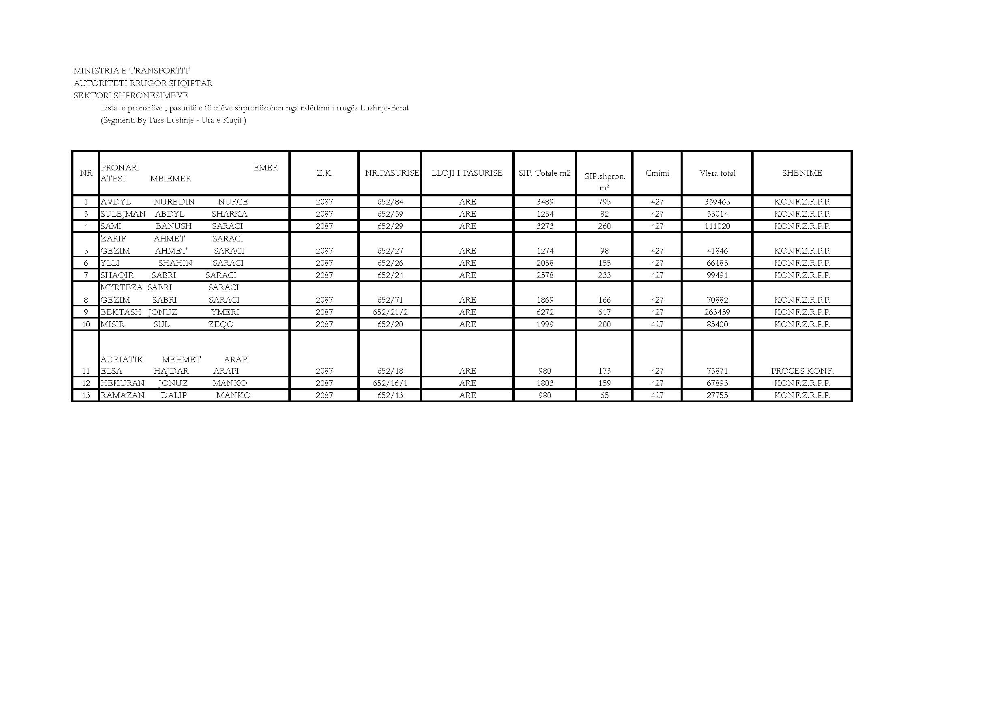 MINISTRIA E TRANSPORTIT
AUTORITETI RRUGOR SHQIPTAR
SEKTORI SHPRONESIMEVE
Lista e pronarëve , pasuritë e të cilëve shpronësohen nga ndërtimi i rrugës Lushnje-Berat
(Segmenti By Pass Lushnje - Ura e Kuçit )
NR PRONARI EMER ATESI MBIEMER Z.K NR.PASURISE LLOJI I PASURISE SIP. Totale m2 SIP.shpron. m² Cmimi Vlera total SHENIME
1 AVDYL NUREDIN NURCE 2087 652/84 ARE 3489 795 427 339465 KONF.Z.R.P.P.
3 SULEJMAN ABDYL SHARKA 2087 652/39 ARE 1254 82 427 35014 KONF.Z.R.P.P.
4 SAMI BANUSH SARACI 2087 652/29 ARE 3273 260 427 111020 KONF.Z.R.P.P.
ZARIF AHMET SARACI
5 GEZIM AHMET SARACI 2087 652/27 ARE 1274 98 427 41846 KONF.Z.R.P.P.
6 YLLI SHAHIN SARACI 2087 652/26 ARE 2058 155 427 66185 KONF.Z.R.P.P.
7 SHAQIR SABRI SARACI 2087 652/24 ARE 2578 233 427 99491 KONF.Z.R.P.P.
MYRTEZA SABRI SARACI
8 GEZIM SABRI SARACI 2087 652/71 ARE 1869 166 427 70882 KONF.Z.R.P.P.
9 BEKTASH JONUZ YMERI 2087 652/21/2 ARE 6272 617 427 263459 KONF.Z.R.P.P.
10 MISIR SUL ZEQO 2087 652/20 ARE 1999 200 427 85400 KONF.Z.R.P.P.
ADRIATIK MEHMET ARAPI
11 ELSA HAJDAR ARAPI 2087 652/18 ARE 980 173 427 73871 PROCES KONF.
12 HEKURAN JONUZ MANKO 2087 652/16/1 ARE 1803 159 427 67893 KONF.Z.R.P.P.
13 RAMAZAN DALIP MANKO 2087 652/13 ARE 980 65 427 27755 KONF.Z.R.P.P.